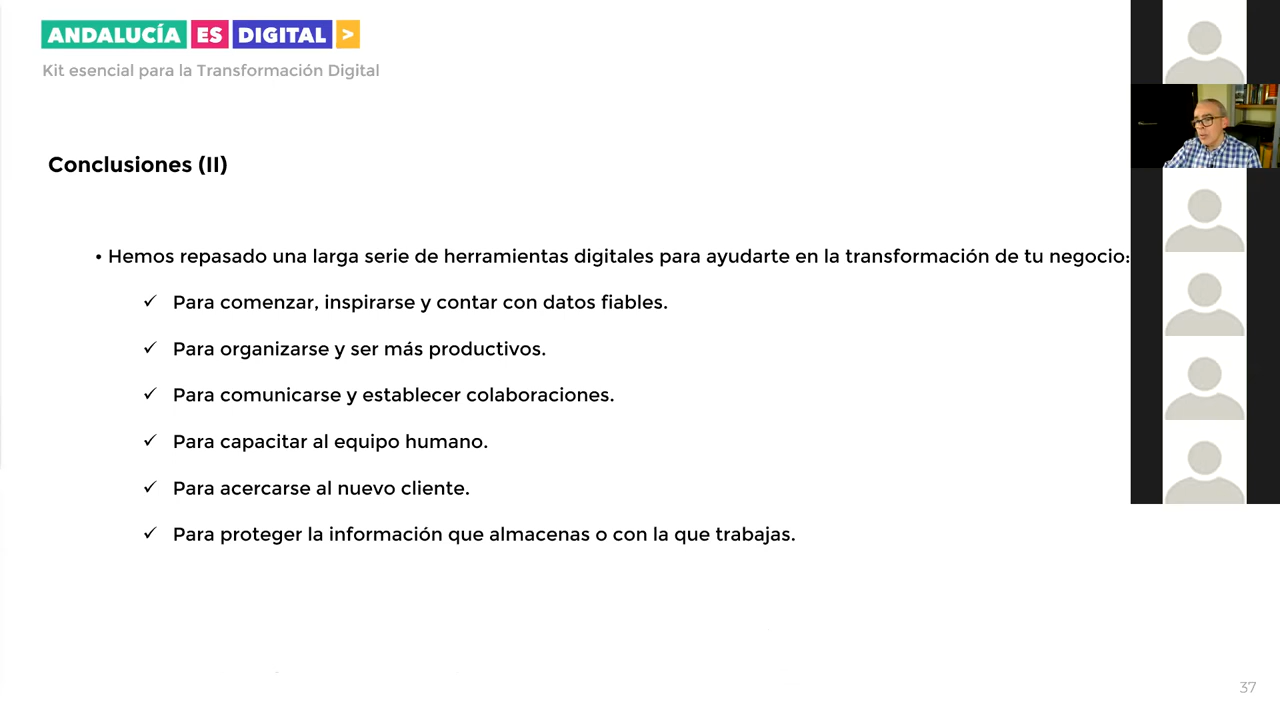 ANDALUCÍA ES DIGITAL >
Kit esencial para la Transformación Digital
Conclusiones (II)
• Hemos repasado una larga serie de herramientas digitales para ayudarte en la transformación de tu negocio:
✓ Para comenzar, inspirarse y contar con datos fiables.
✓ Para organizarse y ser más productivos.
✓ Para comunicarse y establecer colaboraciones.
✓ Para capacitar al equipo humano.
✓ Para acercarse al nuevo cliente.
✓ Para proteger la información que almacenas o con la que trabajas.
37